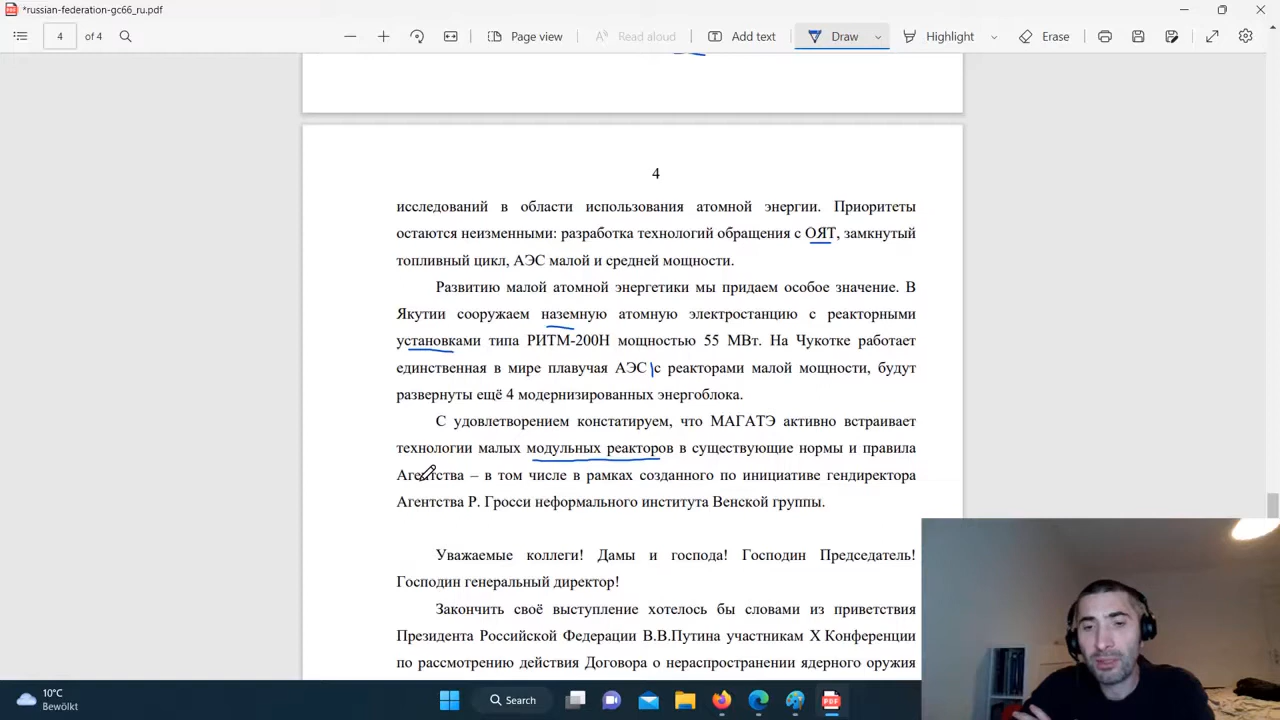 *russian-federation-gc66_ru.pdf
4 of 4 Page view Read aloud Add text Draw Highlight Erase
4
исследований в области использования атомной энергии. Приоритеты
остаются неизменными: разработка технологий обращения с ОЯТ, замкнутый
топливный цикл, АЭС малой и средней мощности.
Развитию малой атомной энергетики мы придаем особое значение. В
Якутии сооружаем наземную атомную электростанцию с реакторными
установками типа РИТМ-200Н мощностью 55 МВт. На Чукотке работает
единственная в мире плавучая АЭС с реакторами малой мощности, будут
развернуты ещё 4 модернизированных энергоблока.
С удовлетворением констатируем, что МАГАТЭ активно встраивает
технологии малых модульных реакторов в существующие нормы и правила
Агентства – в том числе в рамках созданного по инициативе гендиректора
Агентства Р. Гросси неформального института Венской группы.
Уважаемые коллеги! Дамы и господа! Господин Председатель!
Господин генеральный директор!
Закончить своё выступление хотелось бы словами из приветствия
Президента Российской Федерации В.В.Путина участникам X Конференции
по рассмотрению действия Договора о нераспространении ядерного оружия
10°C
Bewölkt
Search
PDF